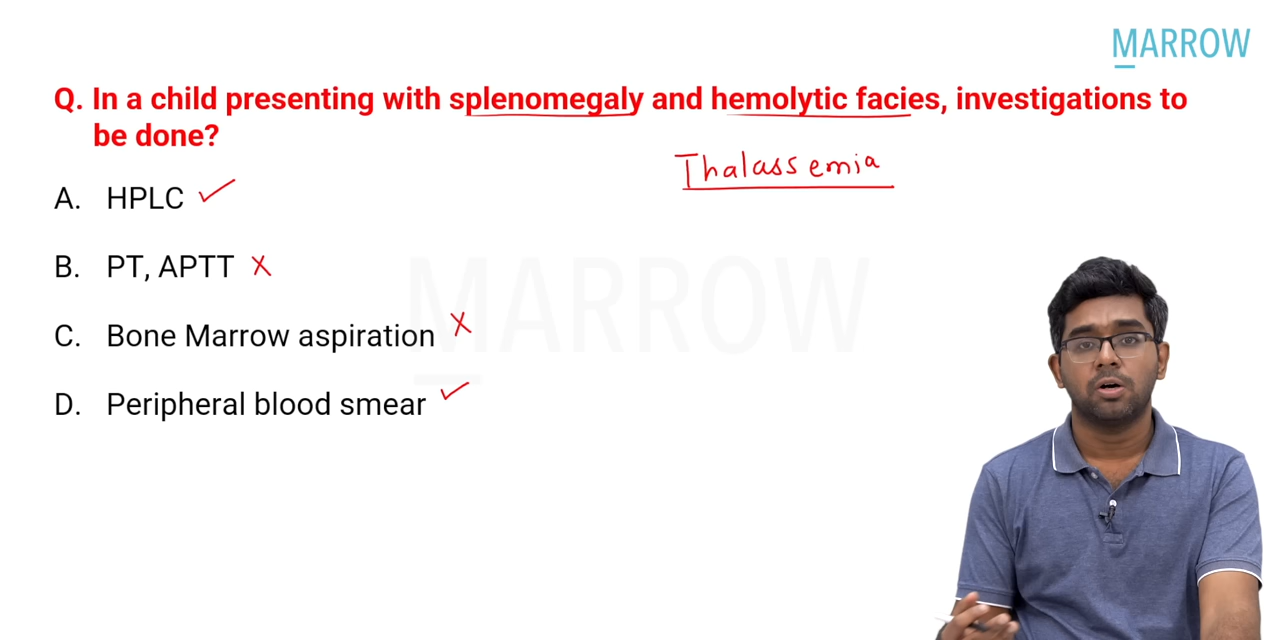 MARROW
Q. In a child presenting with splenomegaly and hemolytic facies, investigations to
be done?
Thalassemia
A. HPLC ✓
B. PT, APTT X
MARROW
C. Bone Marrow aspiration X
D. Peripheral blood smear ✓